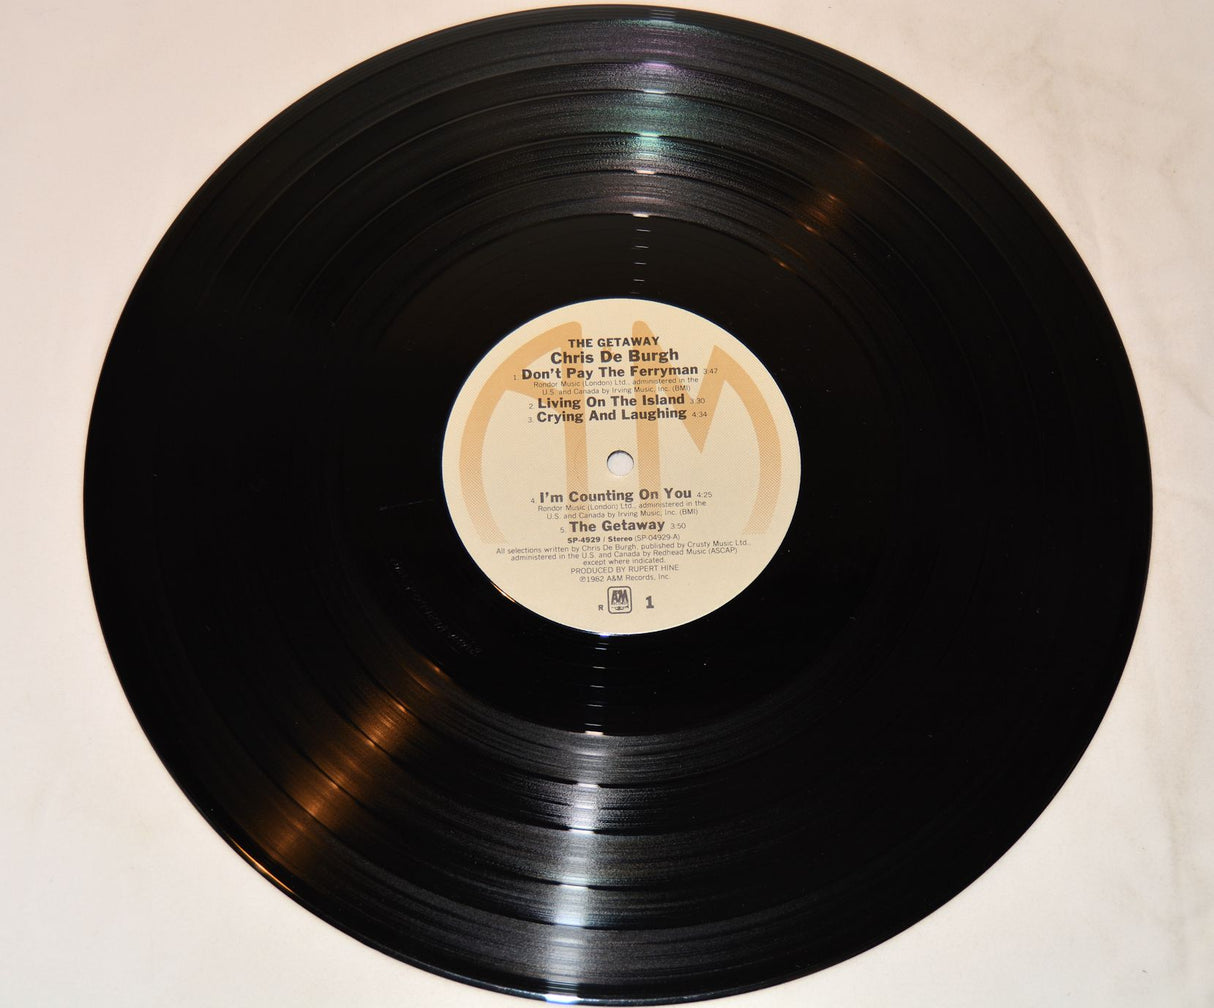 THE GETAWAY
Chris De Burgh
1. Don't Pay The Ferryman 3:47
Rondor Music (London) Ltd., administered in the
U.S. and Canada by Irving Music, Inc. (BMI)
2. Living On The Island 3:30
3. Crying And Laughing 4:34
4. I'm Counting On You 4:25
Rondor Music (London) Ltd., administered in the
U.S. and Canada by Irving Music, Inc. (BMI)
5. The Getaway 3:50
SP-4929 / Stereo (SP-04929-A)
All selections written by Chris De Burgh, published by Crusty Music Ltd.,
administered in the U.S. and Canada by Redhead Music (ASCAP)
except where indicated.
PRODUCED BY RUPERT HINE
℗1982 A&M Records, Inc.
R A&M 1